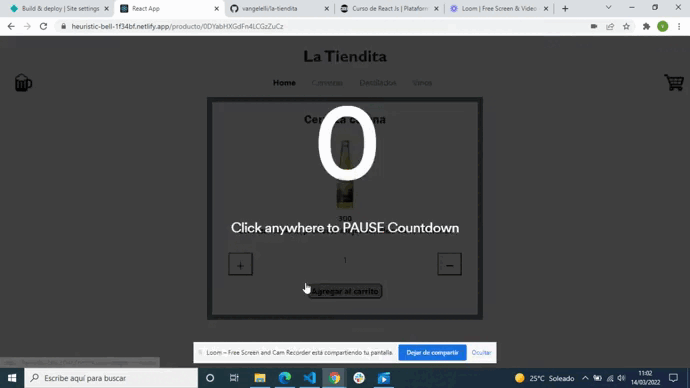 Build & deploy | Site settings
React App
vangelelli/la-tiendita
Curso de React Js | Plataform
Loom | Free Screen & Video
heuristic-bell-1f34bf.netlify.app/producto/0DYabHXGdFn4LCGzZuCz
La Tiendita
Home Cervezas Destilados Vinos
0
100
Click anywhere to PAUSE Countdown
+ 1 −
Agregar al carrito
Loom – Free Screen and Cam Recorder está compartiendo tu pantalla. Dejar de compartir Ocultar
Escribe aquí para buscar
25°C Soleado
11:02
14/03/2022